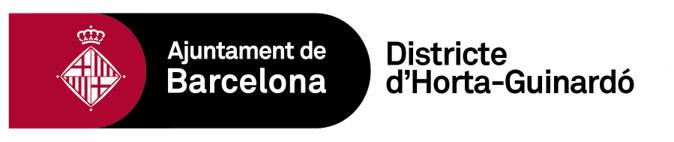 Ajuntament de
Barcelona
Districte
d'Horta-Guinardó